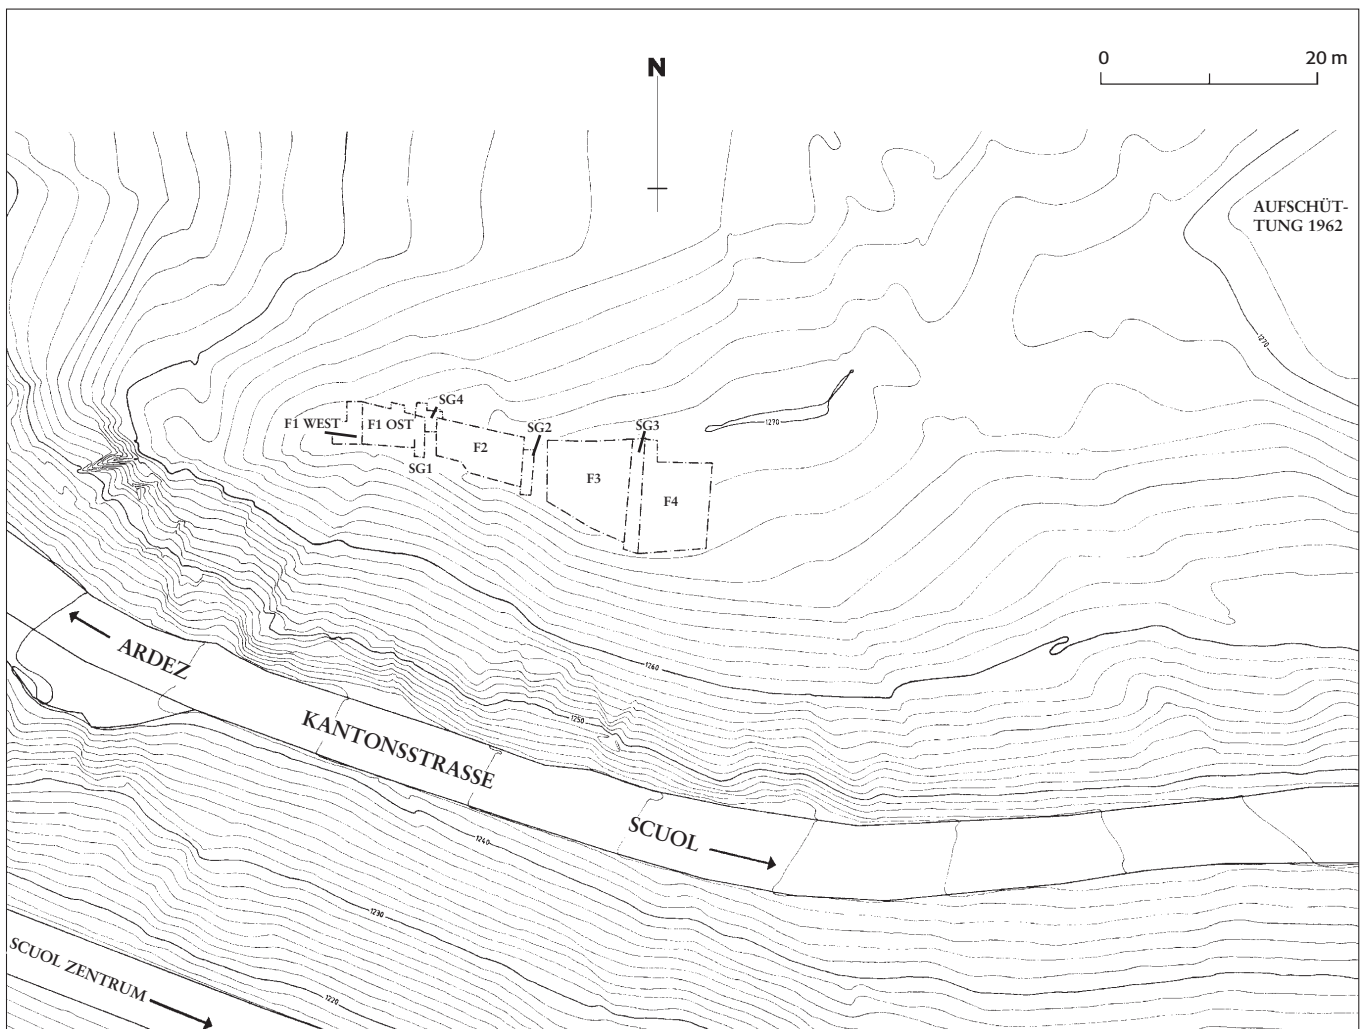 N
0 20 m
AUFSCHÜT-
TUNG 1962
1270
SG4
F1 WEST
F1 OST
SG2
SG3
1270
F2
SG1
F3
F4
ARDEZ
1260
KANTONSSTRASSE
1250
SCUOL
1240
1230
SCUOL ZENTRUM
1220